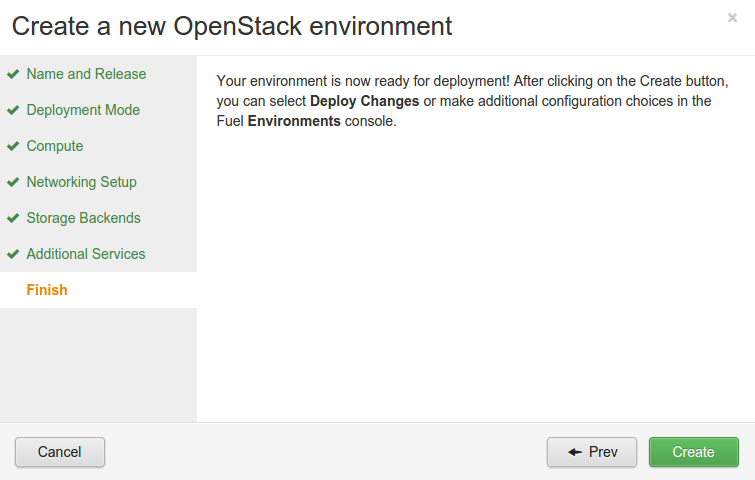 Create a new OpenStack environment
×
Name and Release
Deployment Mode
Compute
Networking Setup
Storage Backends
Additional Services
Finish
Your environment is now ready for deployment! After clicking on the Create button,
you can select Deploy Changes or make additional configuration choices in the
Fuel Environments console.
Cancel
Prev
Create